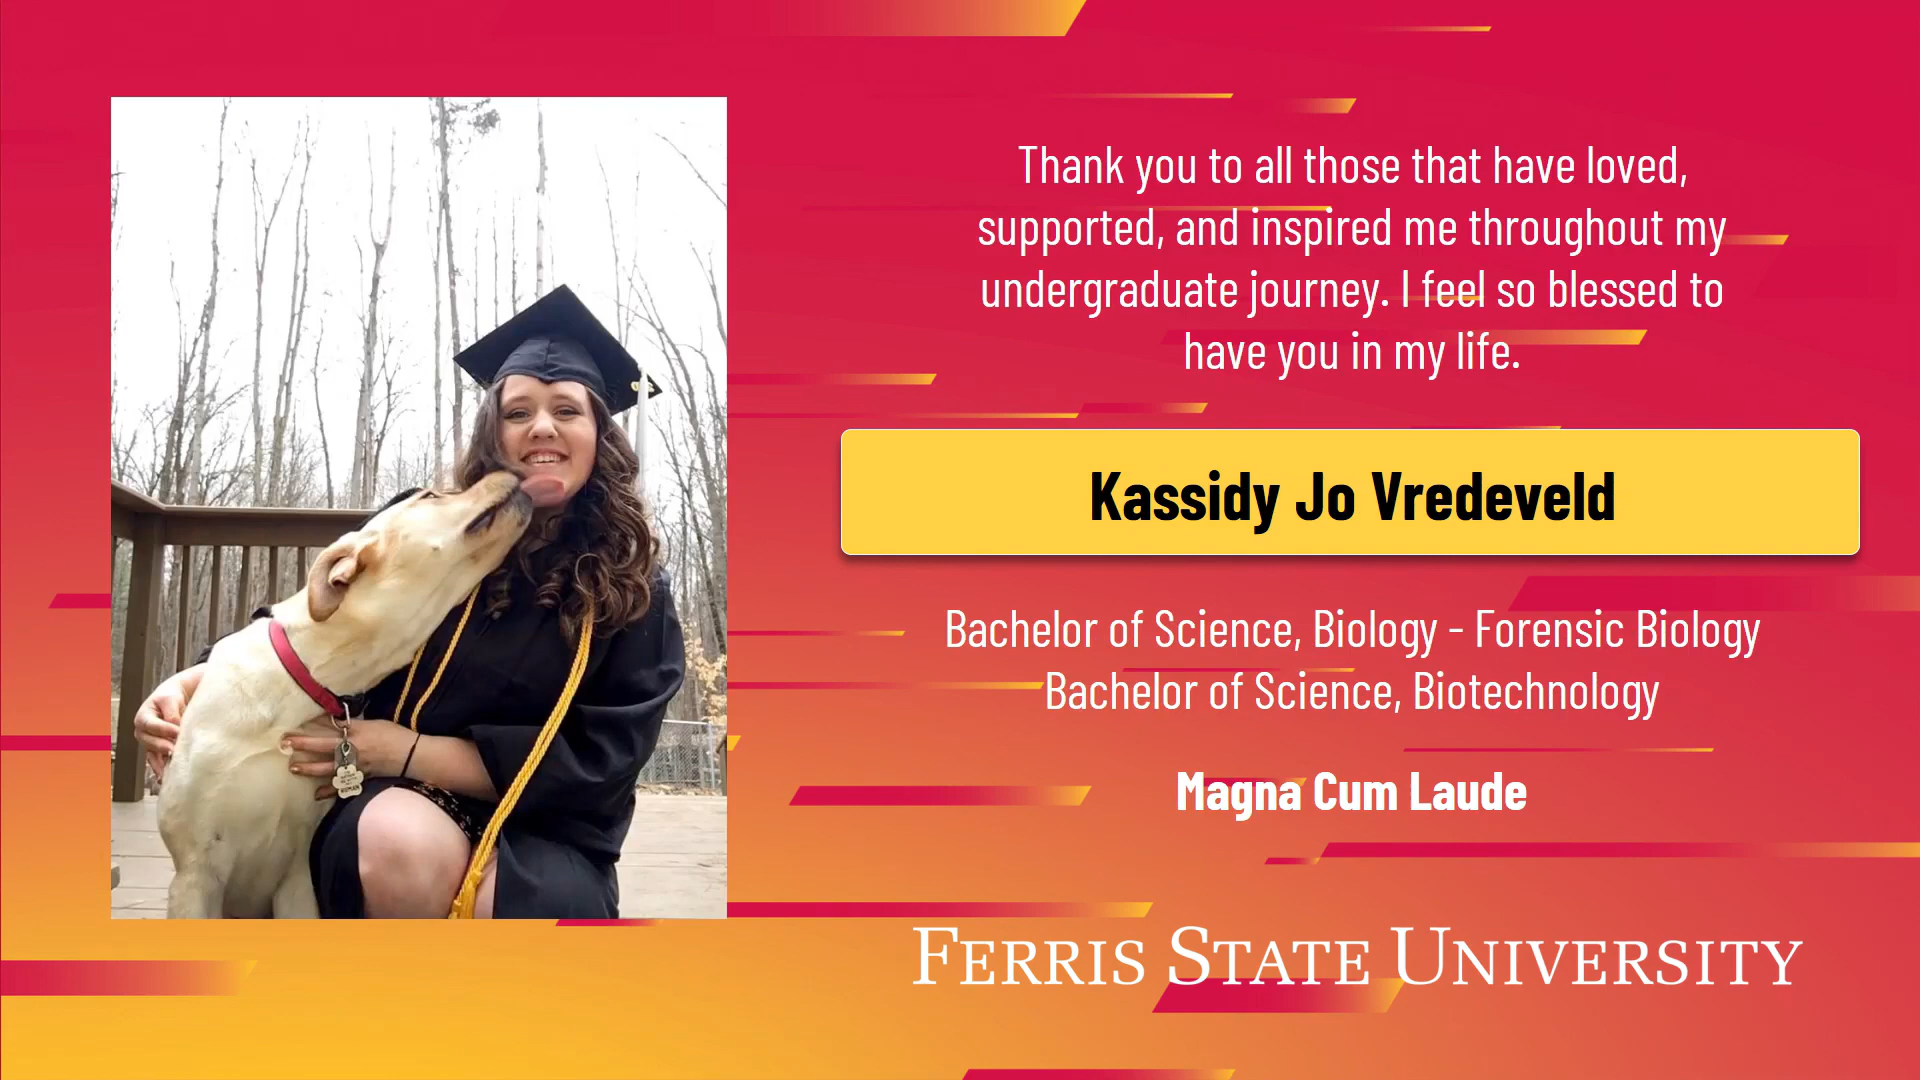 Thank you to all those that have loved,
supported, and inspired me throughout my
undergraduate journey. I feel so blessed to
have you in my life.
Kassidy Jo Vredeveld
Bachelor of Science, Biology - Forensic Biology
Bachelor of Science, Biotechnology
Magna Cum Laude
FERRIS STATE UNIVERSITY